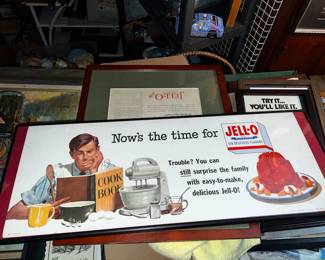 JELL-O
TRY IT...
YOU'LL LIKE IT.
Now's the time for
JELL-O
Trouble? You can
still surprise the family
with easy-to-make,
delicious Jell-O!
COOK
BOOK